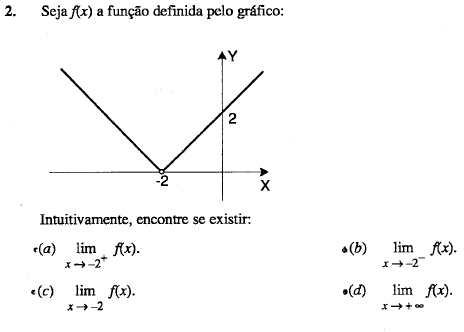 2. Seja f(x) a função definida pelo gráfico:
Y
2
-2
X
Intuitivamente, encontre se existir:
(a) lim f(x).
x → -2⁺
(b) lim f(x).
x → -2⁻
(c) lim f(x).
x → -2
(d) lim f(x).
x → +∞